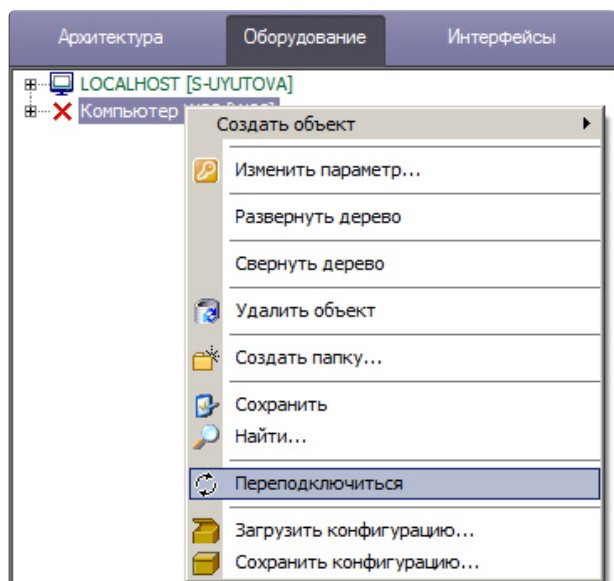 Архитектура Оборудование Интерфейсы
LOCALHOST [S-UYUTOVA]
Компьютер
Создать объект
Изменить параметр...
Развернуть дерево
Свернуть дерево
Удалить объект
Создать папку...
Сохранить
Найти...
Переподключиться
Загрузить конфигурацию...
Сохранить конфигурацию...